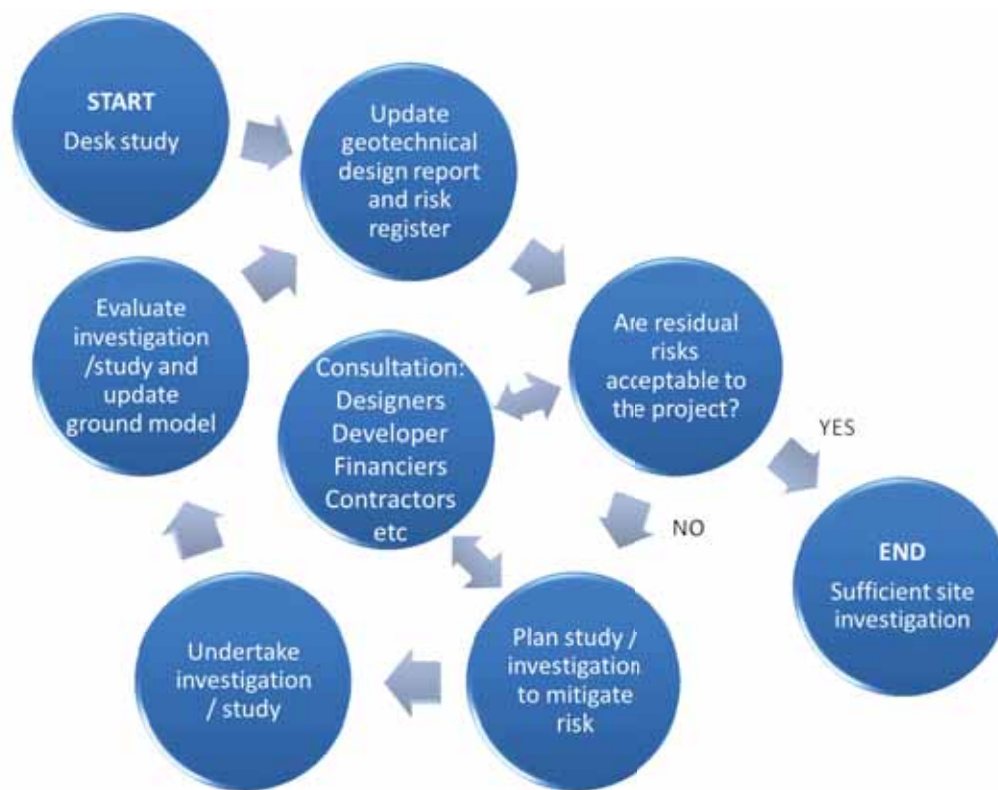 START
Desk study
Update
geotechnical
design report
and risk
register
Evaluate
investigation
/study and
update
ground model
Consultation:
Designers
Developer
Financiers
Contractors
etc
Are residual
risks
acceptable to
the project?
YES
NO
END
Sufficient site
investigation
Plan study /
investigation
to mitigate
risk
Undertake
investigation
/ study